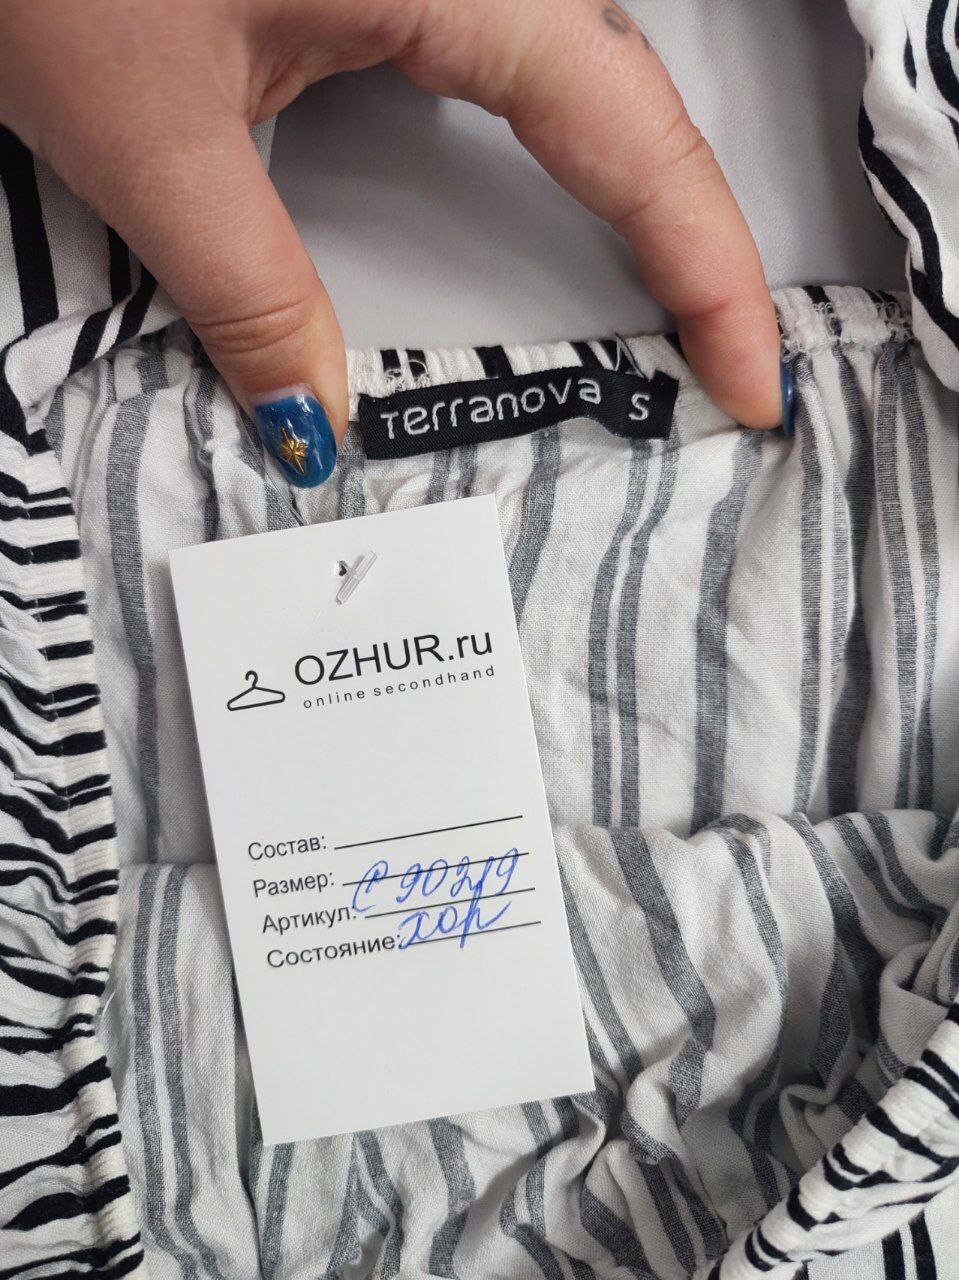 Terranova S
OZHUR.ru
online secondhand
Состав:
Размер:
Артикул: С 90219
Состояние: хор